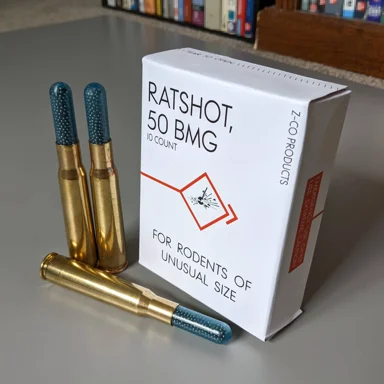 RATSHOT,
50 BMG
10 COUNT
FOR RODENTS OF
UNUSUAL SIZE
Z-CO PRODUCTS